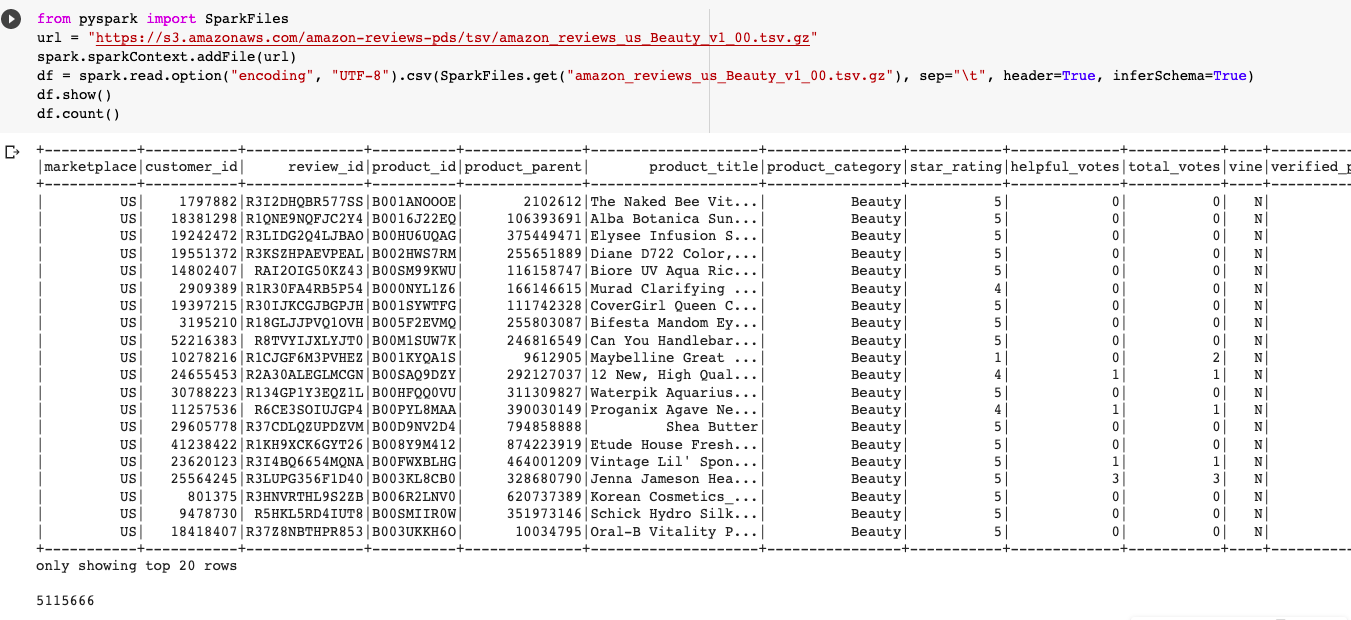 from pyspark import SparkFiles
url = "https://s3.amazonaws.com/amazon-reviews-pds/tsv/amazon_reviews_us_Beauty_v1_00.tsv.gz"
spark.sparkContext.addFile(url)
df = spark.read.option("encoding", "UTF-8").csv(SparkFiles.get("amazon_reviews_us_Beauty_v1_00.tsv.gz"), sep="\t", header=True, inferSchema=True)
df.show()
df.count()
+-----------+-----------+--------------+----------+--------------+--------------------+----------------+-----------+-------------+-----------+----+----------
|marketplace|customer_id|     review_id|product_id|product_parent|       product_title|product_category|star_rating|helpful_votes|total_votes|vine|verified_p
+-----------+-----------+--------------+----------+--------------+--------------------+----------------+-----------+-------------+-----------+----+----------
|         US|    1797882|R3I2DHQBR577SS|B001ANOOOE|       2102612|The Naked Bee Vit...|          Beauty|          5|            0|          0|   N|
|         US|   18381298|R1QNE9NQFJC2Y4|B0016J22EQ|     106393691|Alba Botanica Sun...|          Beauty|          5|            0|          0|   N|
|         US|   19242472|R3LIDG2Q4LJBAO|B00HU6UQAG|     375449471|Elysee Infusion S...|          Beauty|          5|            0|          0|   N|
|         US|   19551372|R3KSZHPAEVPEAL|B002HWS7RM|     255651889|Diane D722 Color,...|          Beauty|          5|            0|          0|   N|
|         US|   14802407| RAI2OIG50KZ43|B00SM99KWU|     116158747|Biore UV Aqua Ric...|          Beauty|          5|            0|          0|   N|
|         US|    2909389|R1R30FA4RB5P54|B000NYL1Z6|     166146615|Murad Clarifying ...|          Beauty|          4|            0|          0|   N|
|         US|   19397215|R30IJKCGJBGPJH|B001SYWTFG|     111742328|CoverGirl Queen C...|          Beauty|          5|            0|          0|   N|
|         US|    3195210|R18GLJJPVQ1OVH|B005F2EVMQ|     255803087|Bifesta Mandom Ey...|          Beauty|          5|            0|          0|   N|
|         US|   52216383| R8TVYIJXLYJT0|B00M1SUW7K|     246816549|Can You Handlebar...|          Beauty|          5|            0|          0|   N|
|         US|   10278216|R1CJGF6M3PVHEZ|B001KYQA1S|       9612905|Maybelline Great ...|          Beauty|          1|            0|          2|   N|
|         US|   24655453|R2A30ALEGLMCGN|B00SAQ9DZY|     292127037|12 New, High Qual...|          Beauty|          4|            1|          1|   N|
|         US|   30788223|R134GP1Y3EQZ1L|B00HFQQ0VU|     311309827|Waterpik Aquarius...|          Beauty|          5|            0|          0|   N|
|         US|   11257536| R6CE3SOIUJGP4|B00PYL8MAA|     390030149|Proganix Agave Ne...|          Beauty|          4|            1|          1|   N|
|         US|   29605778|R37CDLQZUPDZVM|B00D9NV2D4|     794858888|         Shea Butter|          Beauty|          5|            0|          0|   N|
|         US|   41238422|R1KH9XCK6GYT26|B008Y9M412|     874223919|Etude House Fresh...|          Beauty|          5|            0|          0|   N|
|         US|   23620123|R3I4BQ6654MQNA|B00FWXBLHG|     464001209|Vintage Lil' Spon...|          Beauty|          5|            1|          1|   N|
|         US|   25564245|R3LUPG356F1D40|B003KL8CB0|     328680790|Jenna Jameson Hea...|          Beauty|          5|            3|          3|   N|
|         US|     801375|R3HNVRTHL9S2ZB|B006R2LNV0|     620737389|Korean Cosmetics_...|          Beauty|          5|            0|          0|   N|
|         US|    9478730| R5HKL5RD4IUT8|B00SMIIR0W|     351973146|Schick Hydro Silk...|          Beauty|          5|            0|          0|   N|
|         US|   18418407|R37Z8NBTHPR853|B003UKKH6O|      10034795|Oral-B Vitality P...|          Beauty|          5|            0|          0|   N|
+-----------+-----------+--------------+----------+--------------+--------------------+----------------+-----------+-------------+-----------+----+----------
only showing top 20 rows
5115666